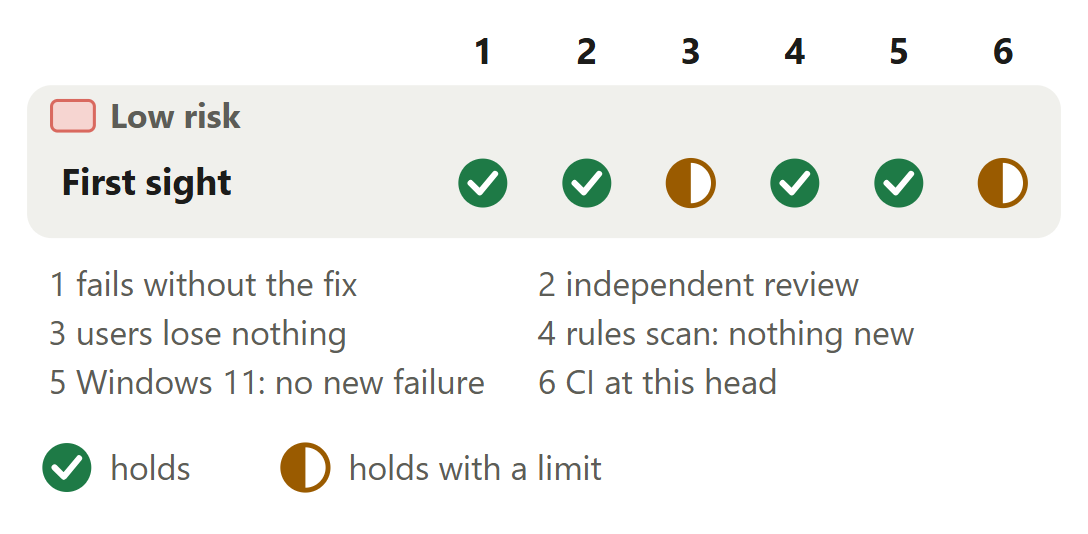 1 2 3 4 5 6
Low risk
First sight
1 fails without the fix 2 independent review
3 users lose nothing 4 rules scan: nothing new
5 Windows 11: no new failure 6 CI at this head
holds holds with a limit